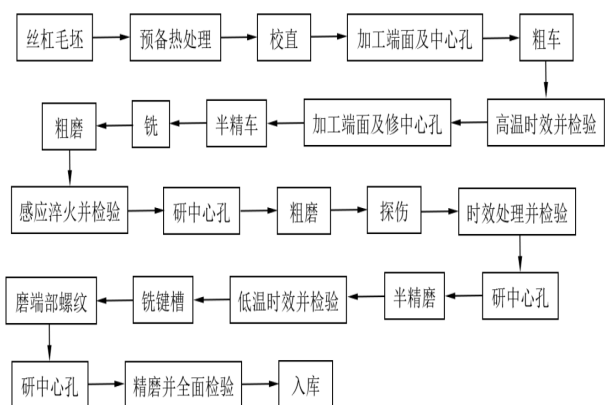 丝杠毛坯 预备热处理 校直 加工端面及中心孔 粗车
粗磨 铣 半精车 加工端面及修中心孔 高温时效并检验
感应淬火并检验 研中心孔 粗磨 探伤 时效处理并检验
磨端部螺纹 铣键槽 低温时效并检验 半精磨 研中心孔
研中心孔 精磨并全面检验 入库